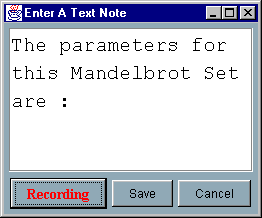 Enter A Text Note
The parameters for
this Mandelbrot Set
are :
Recording Save Cancel